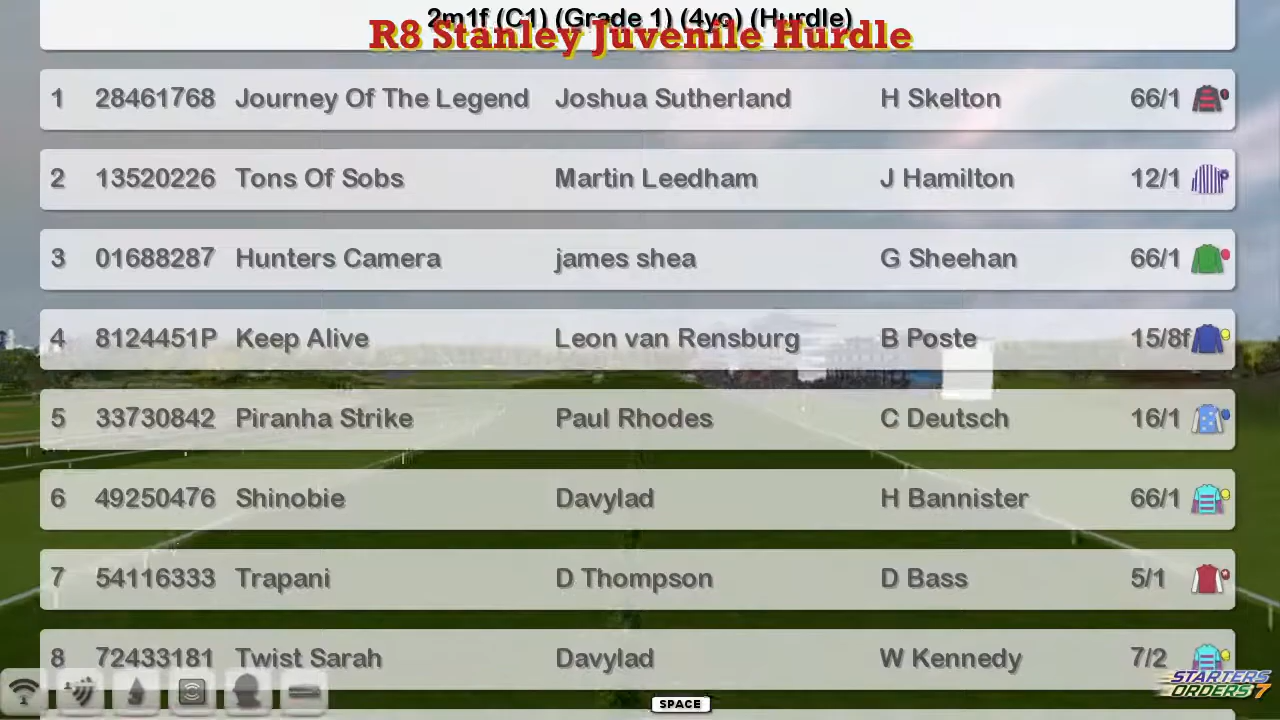 2m1f (C1) (Grade 1) (4yo) (Hurdle)
R8 Stanley Juvenile Hurdle
1 28461768 Journey Of The Legend Joshua Sutherland H Skelton 66/1
2 13520226 Tons Of Sobs Martin Leedham J Hamilton 12/1
3 01688287 Hunters Camera james shea G Sheehan 66/1
4 8124451P Keep Alive Leon van Rensburg B Poste 15/8f
5 33730842 Piranha Strike Paul Rhodes C Deutsch 16/1
6 49250476 Shinobie Davylad H Bannister 66/1
7 54116333 Trapani D Thompson D Bass 5/1
8 72433181 Twist Sarah Davylad W Kennedy 7/2
STARTERS
ORDERS 7
SPACE